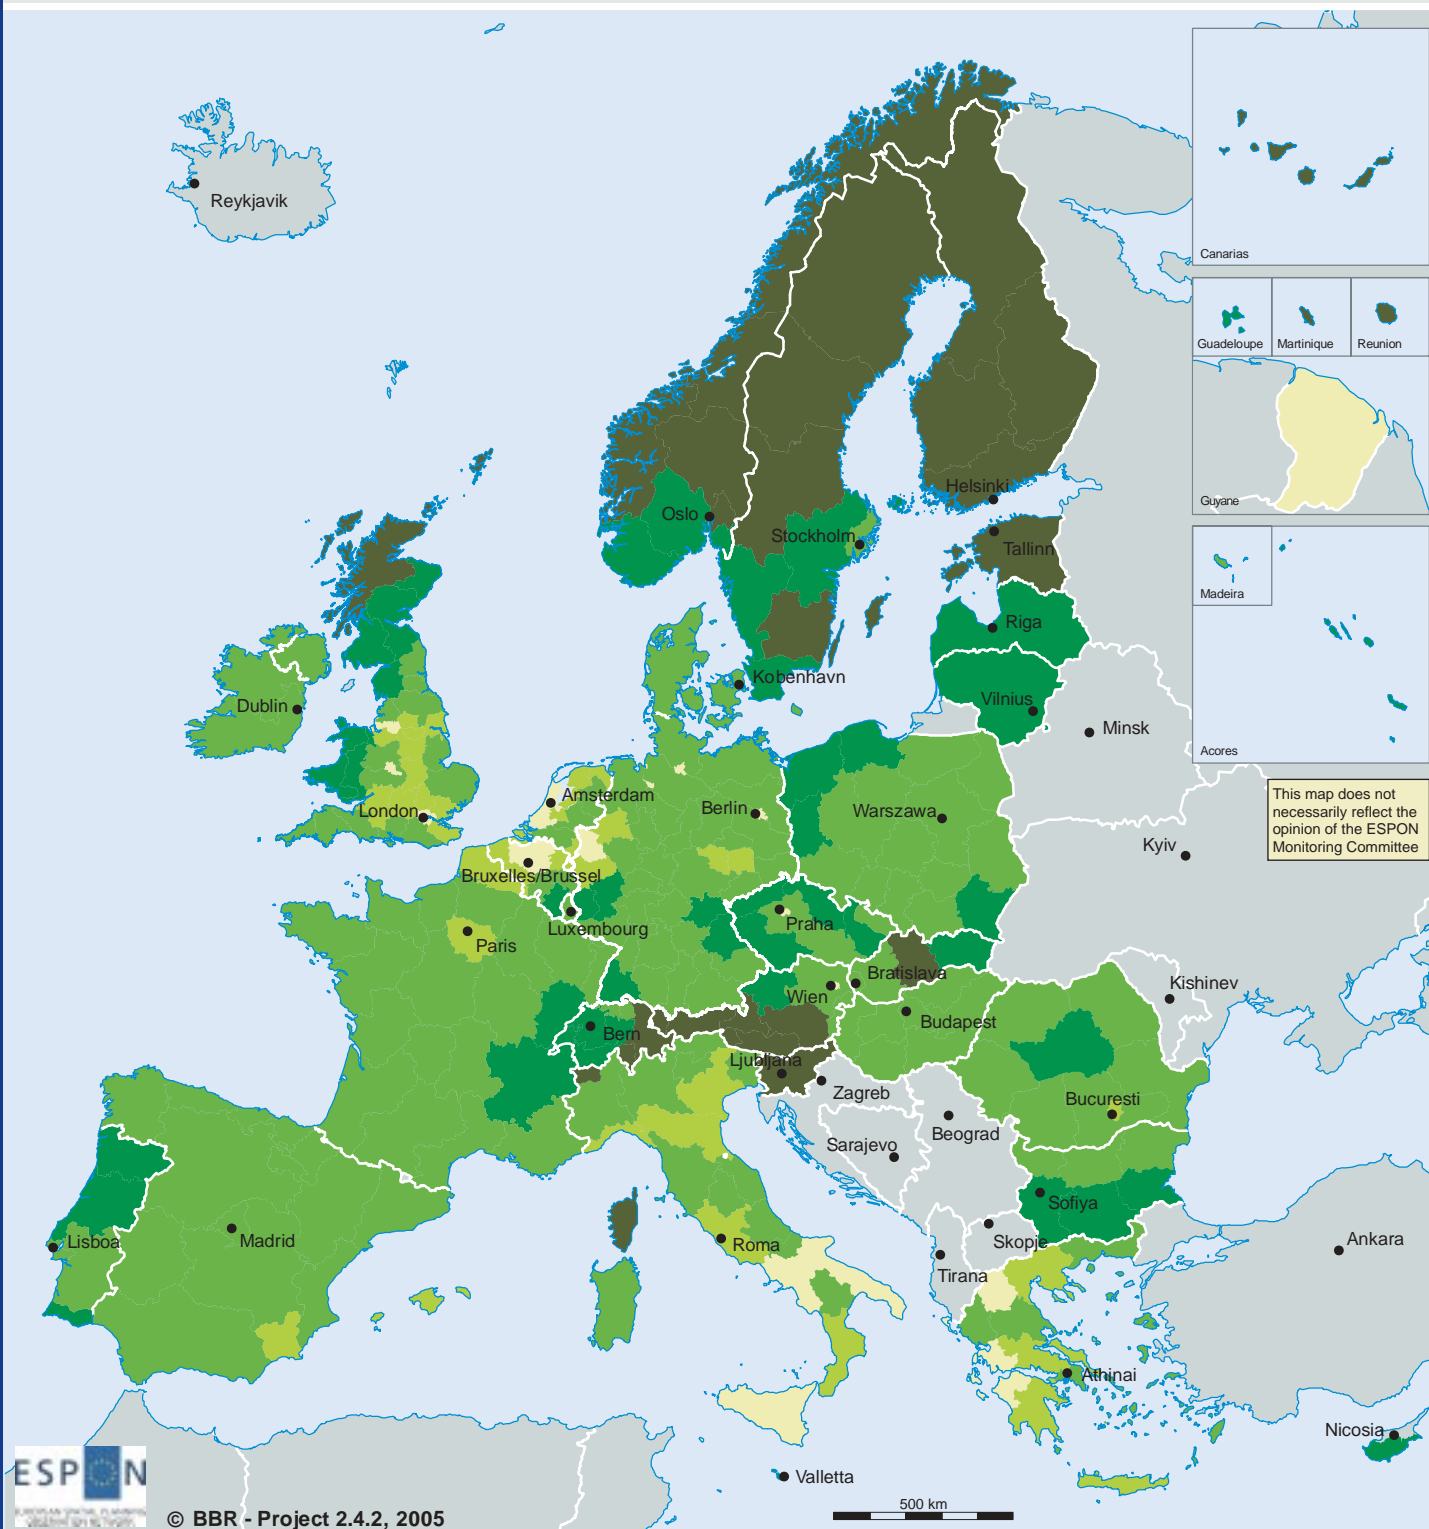 Reykjavik
Canarias
Guadeloupe
Martinique
Reunion
Guyane
Helsinki
Oslo
Stockholm
Tallinn
Madeira
Riga
Kobenhavn
Dublin
Vilnius
Minsk
Acores
Amsterdam
London
Berlin
Warszawa
This map does not
necessarily reflect the
opinion of the ESPON
Monitoring Committee
Kyiv
Bruxelles/Brussel
Luxembourg
Praha
Paris
Bratislava
Wien
Kishinev
Budapest
Bern
Ljubljana
Zagreb
Bucuresti
Beograd
Sarajevo
Sofiya
Lisboa
Madrid
Roma
Skopje
Ankara
Tirana
Athinai
Nicosia
Valletta
ESPON
500 km
© BBR - Project 2.4.2, 2005